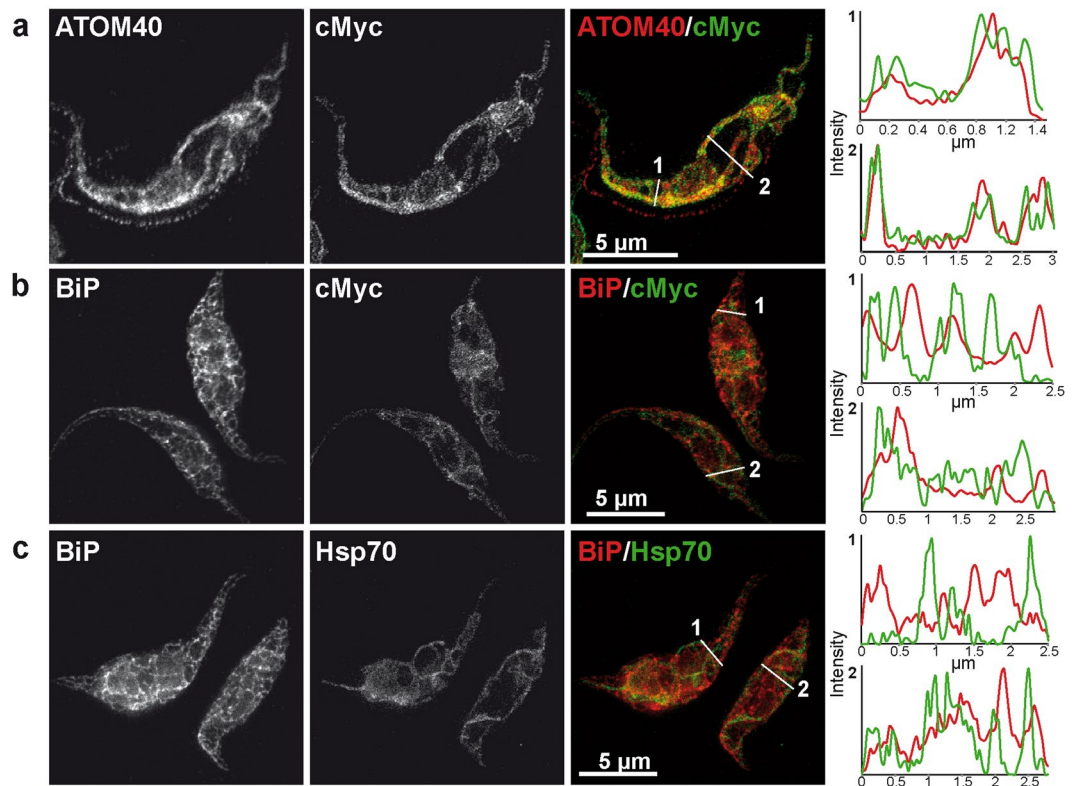 a
ATOM40
cMyc
ATOM40/cMyc
1
2
5 µm
1
0 0.2 0.4 0.6 0.8 1 1.2 1.4
µm
Intensity
2
0 0.5 1 1.5 2 2.5 3
b
BiP
cMyc
BiP/cMyc
1
2
5 µm
1
0 0.5 1 1.5 2 2.5
µm
Intensity
2
0 0.5 1 1.5 2 2.5
c
BiP
Hsp70
BiP/Hsp70
1
2
5 µm
1
0 0.5 1 1.5 2 2.5
µm
Intensity
2
0 0.5 1 1.5 2 2.5